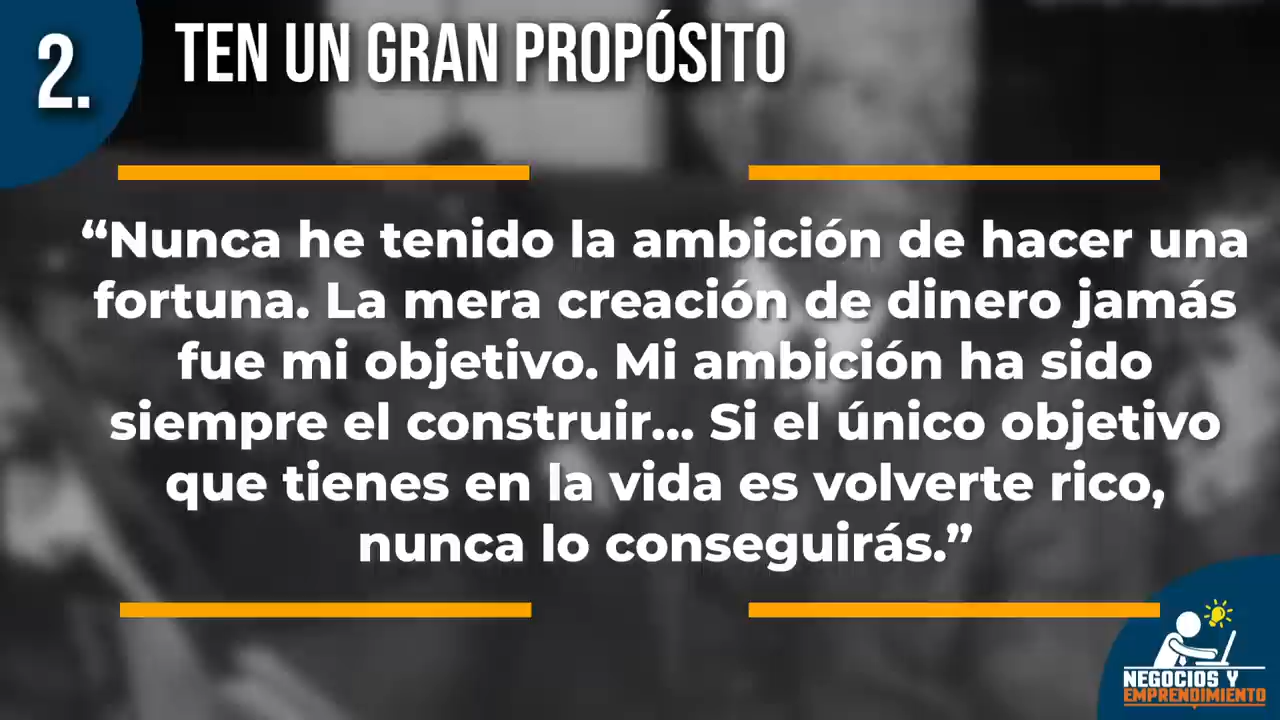 2.
TEN UN GRAN PROPÓSITO
“Nunca he tenido la ambición de hacer una
fortuna. La mera creación de dinero jamás
fue mi objetivo. Mi ambición ha sido
siempre el construir... Si el único objetivo
que tienes en la vida es volverte rico,
nunca lo conseguirás.”
NEGOCIOS Y
EMPRENDIMIENTO